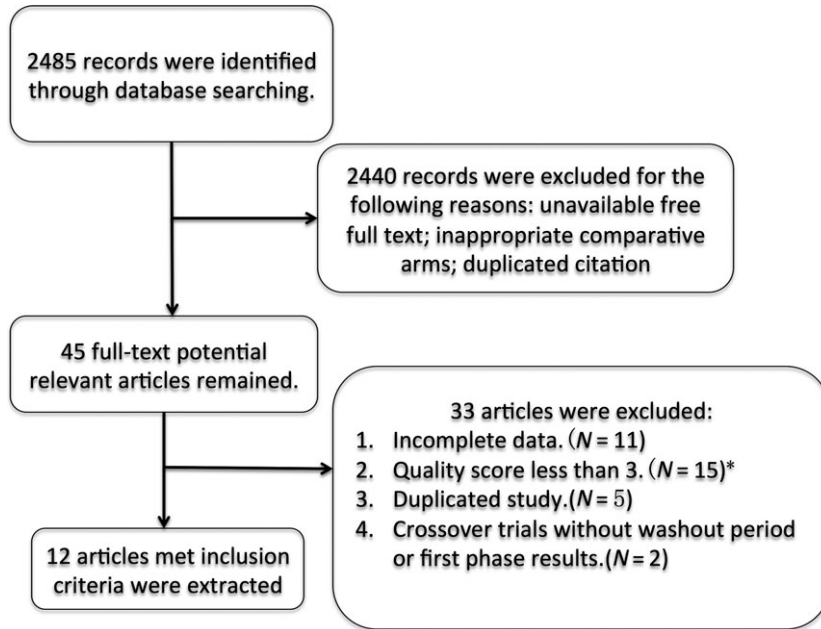 2485 records were identified
through database searching.
2440 records were excluded for the
following reasons: unavailable free
full text; inappropriate comparative
arms; duplicated citation
45 full-text potential
relevant articles remained.
33 articles were excluded:
1. Incomplete data.(N = 11)
2. Quality score less than 3.(N = 15)*
3. Duplicated study.(N = 5)
4. Crossover trials without washout period
or first phase results.(N = 2)
12 articles met inclusion
criteria were extracted